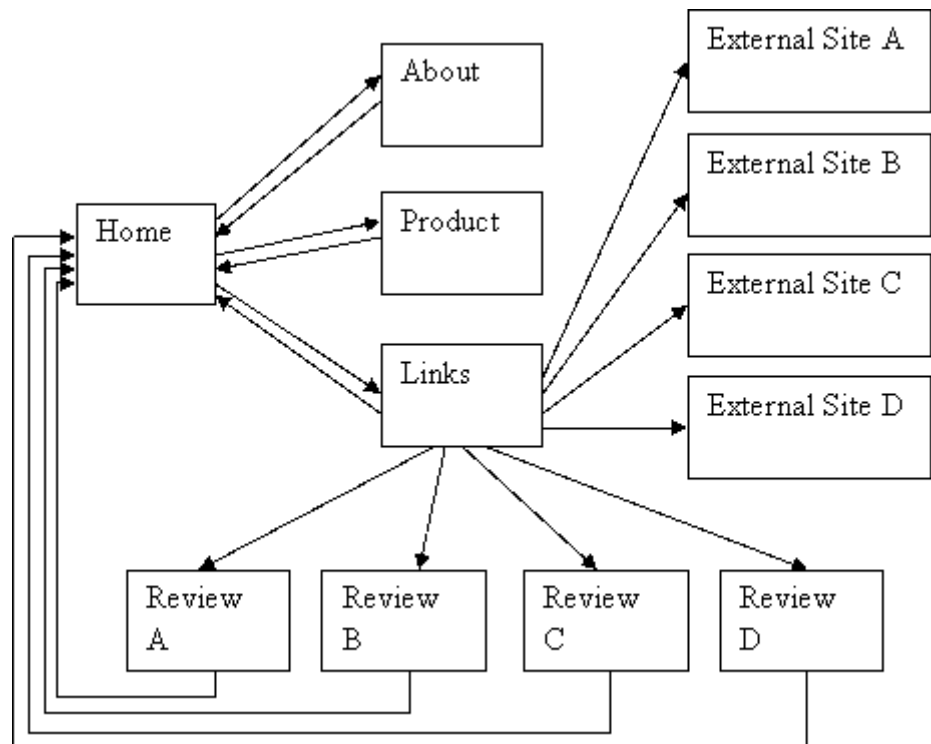 External Site A
About
External Site B
Home
Product
External Site C
Links
External Site D
Review
A
Review
B
Review
C
Review
D